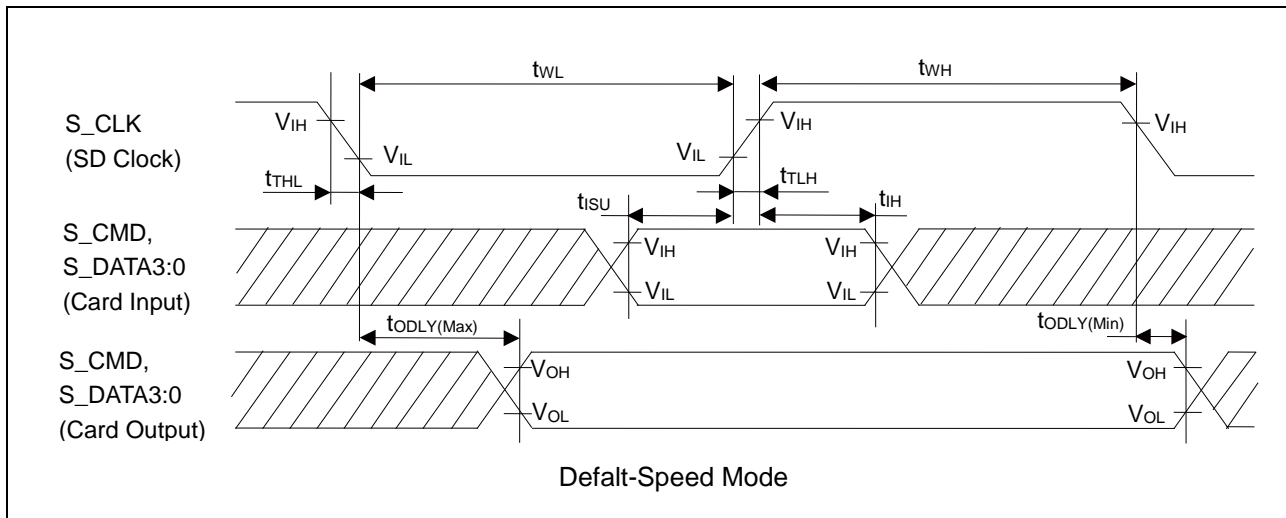 tWL
tWH
S_CLK
(SD Clock)
VIH
VIL
VIL
VIH
VIH
tTHL
tTLH
tISU
tIH
S_CMD,
S_DATA3:0
(Card Input)
VIH
VIL
VIH
VIL
tODLY(Max)
tODLY(Min)
S_CMD,
S_DATA3:0
(Card Output)
VOH
VOL
VOH
VOL
Defalt-Speed Mode